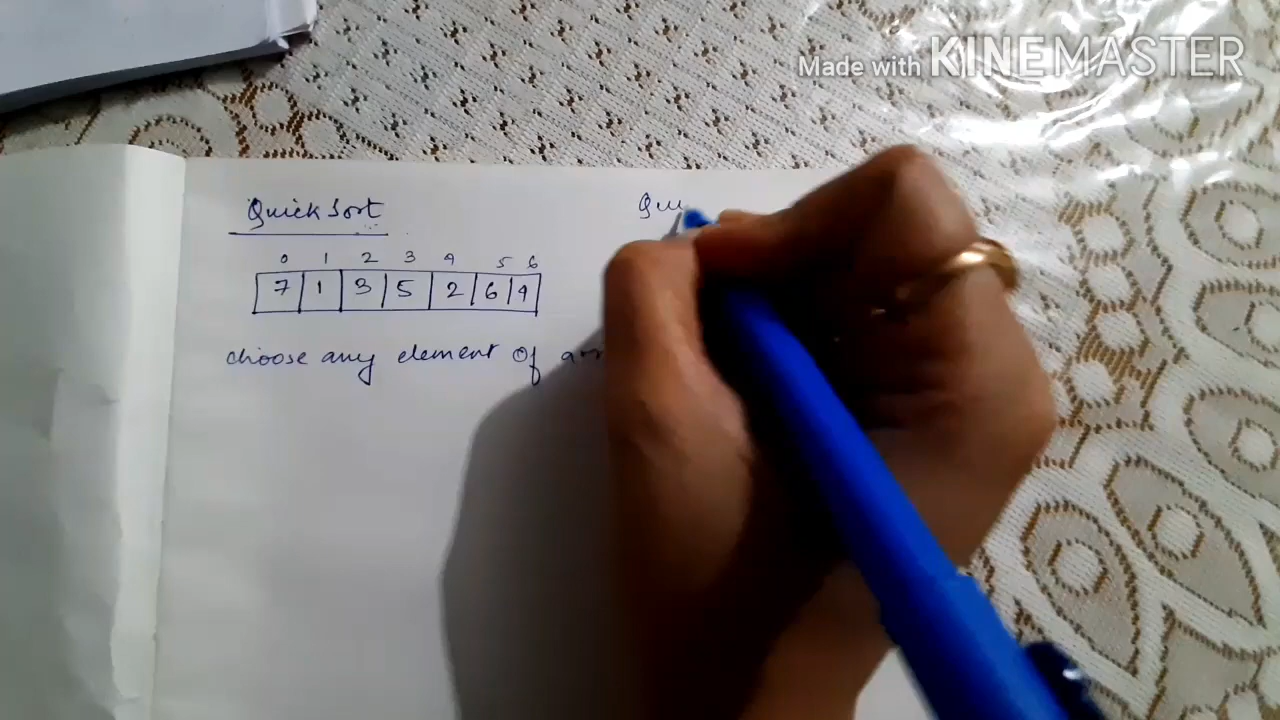 Made with KINEMASTER
Quick Sort
0 1 2 3 4 5 6
7 1 3 5 2 6 4
choose any element of